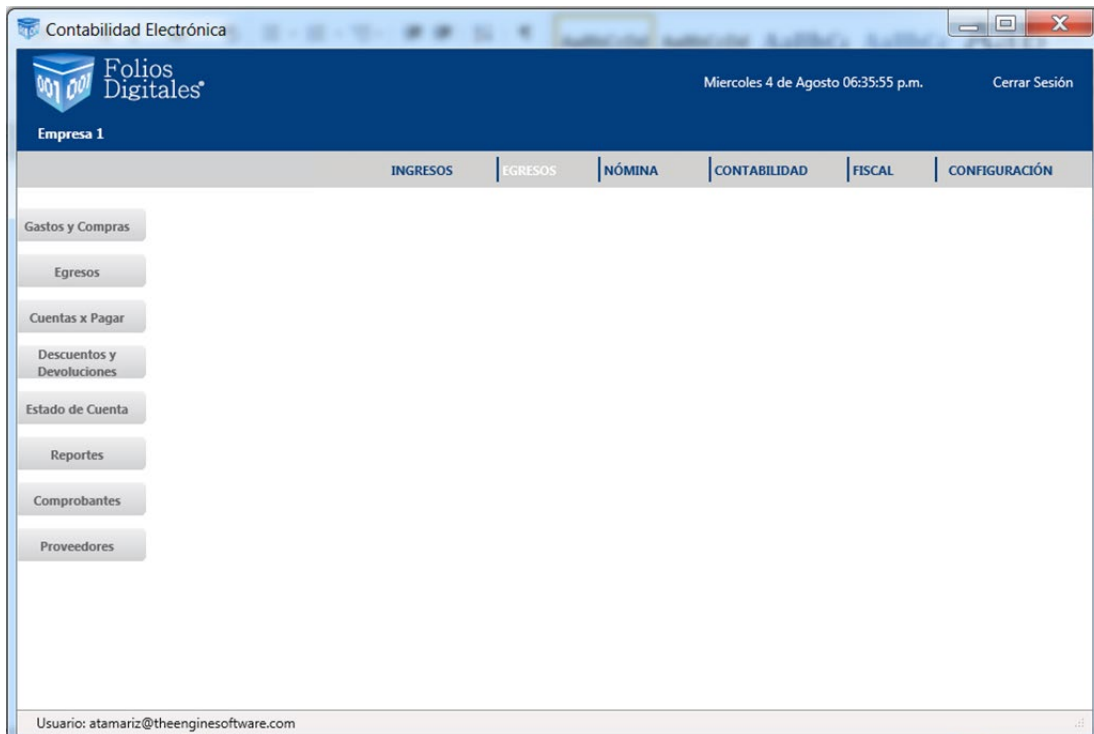 Contabilidad Electrónica
001 001
Folios
Digitales
Miercoles 4 de Agosto 06:35:55 p.m.
Cerrar Sesión
Empresa 1
INGRESOS
EGRESOS
NÓMINA
CONTABILIDAD
FISCAL
CONFIGURACIÓN
Gastos y Compras
Egresos
Cuentas x Pagar
Descuentos y
Devoluciones
Estado de Cuenta
Reportes
Comprobantes
Proveedores
Usuario: atamariz@theenginesoftware.com